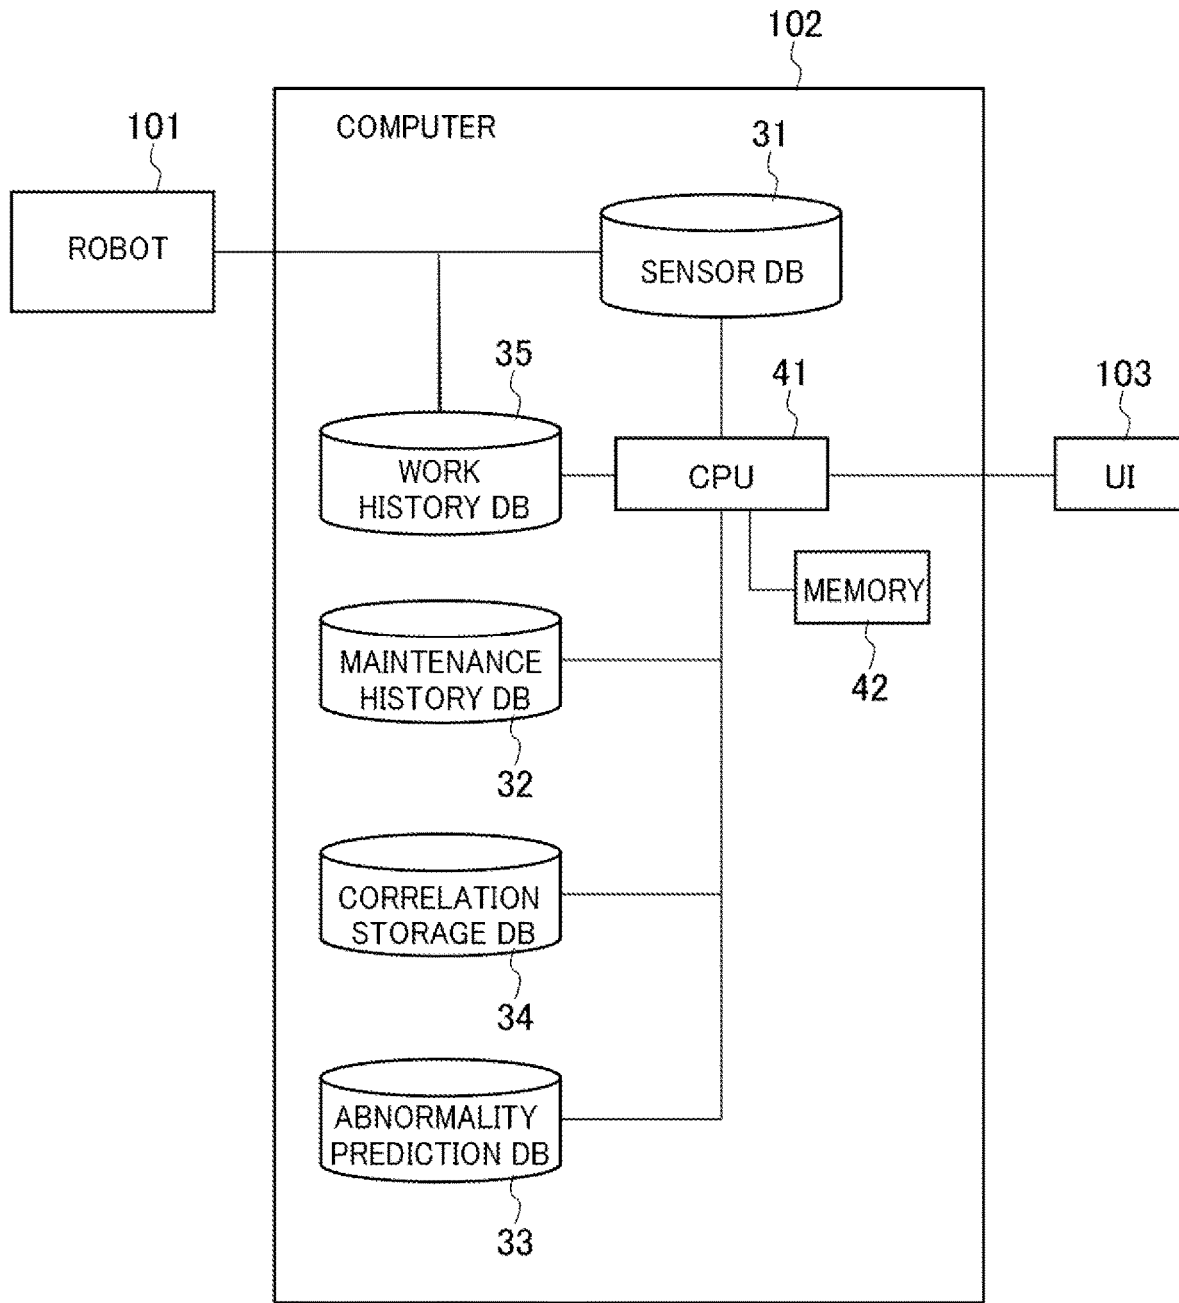 102
101
COMPUTER
31
ROBOT
SENSOR DB
35
41
103
WORK
HISTORY DB
CPU
UI
MEMORY
42
MAINTENANCE
HISTORY DB
32
CORRELATION
STORAGE DB
34
ABNORMALITY
PREDICTION DB
33